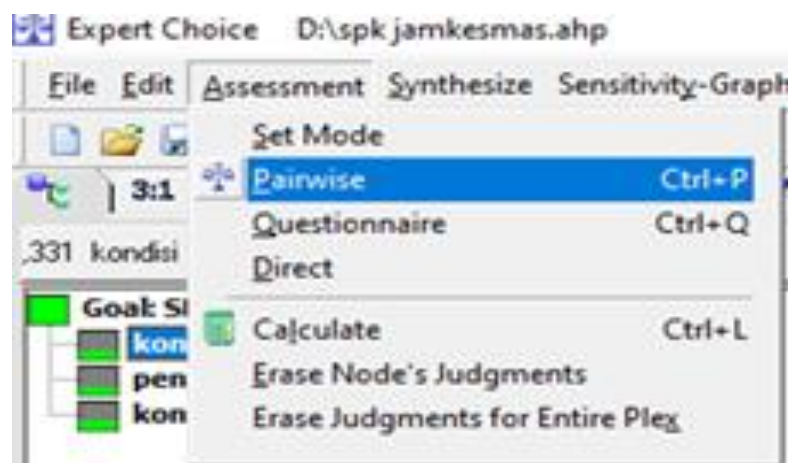 Expert Choice D:\spk jamkesmas.ahp
File Edit Assessment Synthesize Sensitivity-Graph
Set Mode
3:1 Pairwise Ctrl+P
Questionnaire Ctrl+Q
,331 kondisi
Direct
Goal: SI
Calculate Ctrl+L
kon
pen Erase Node's Judgments
kon Erase Judgments for Entire Plex